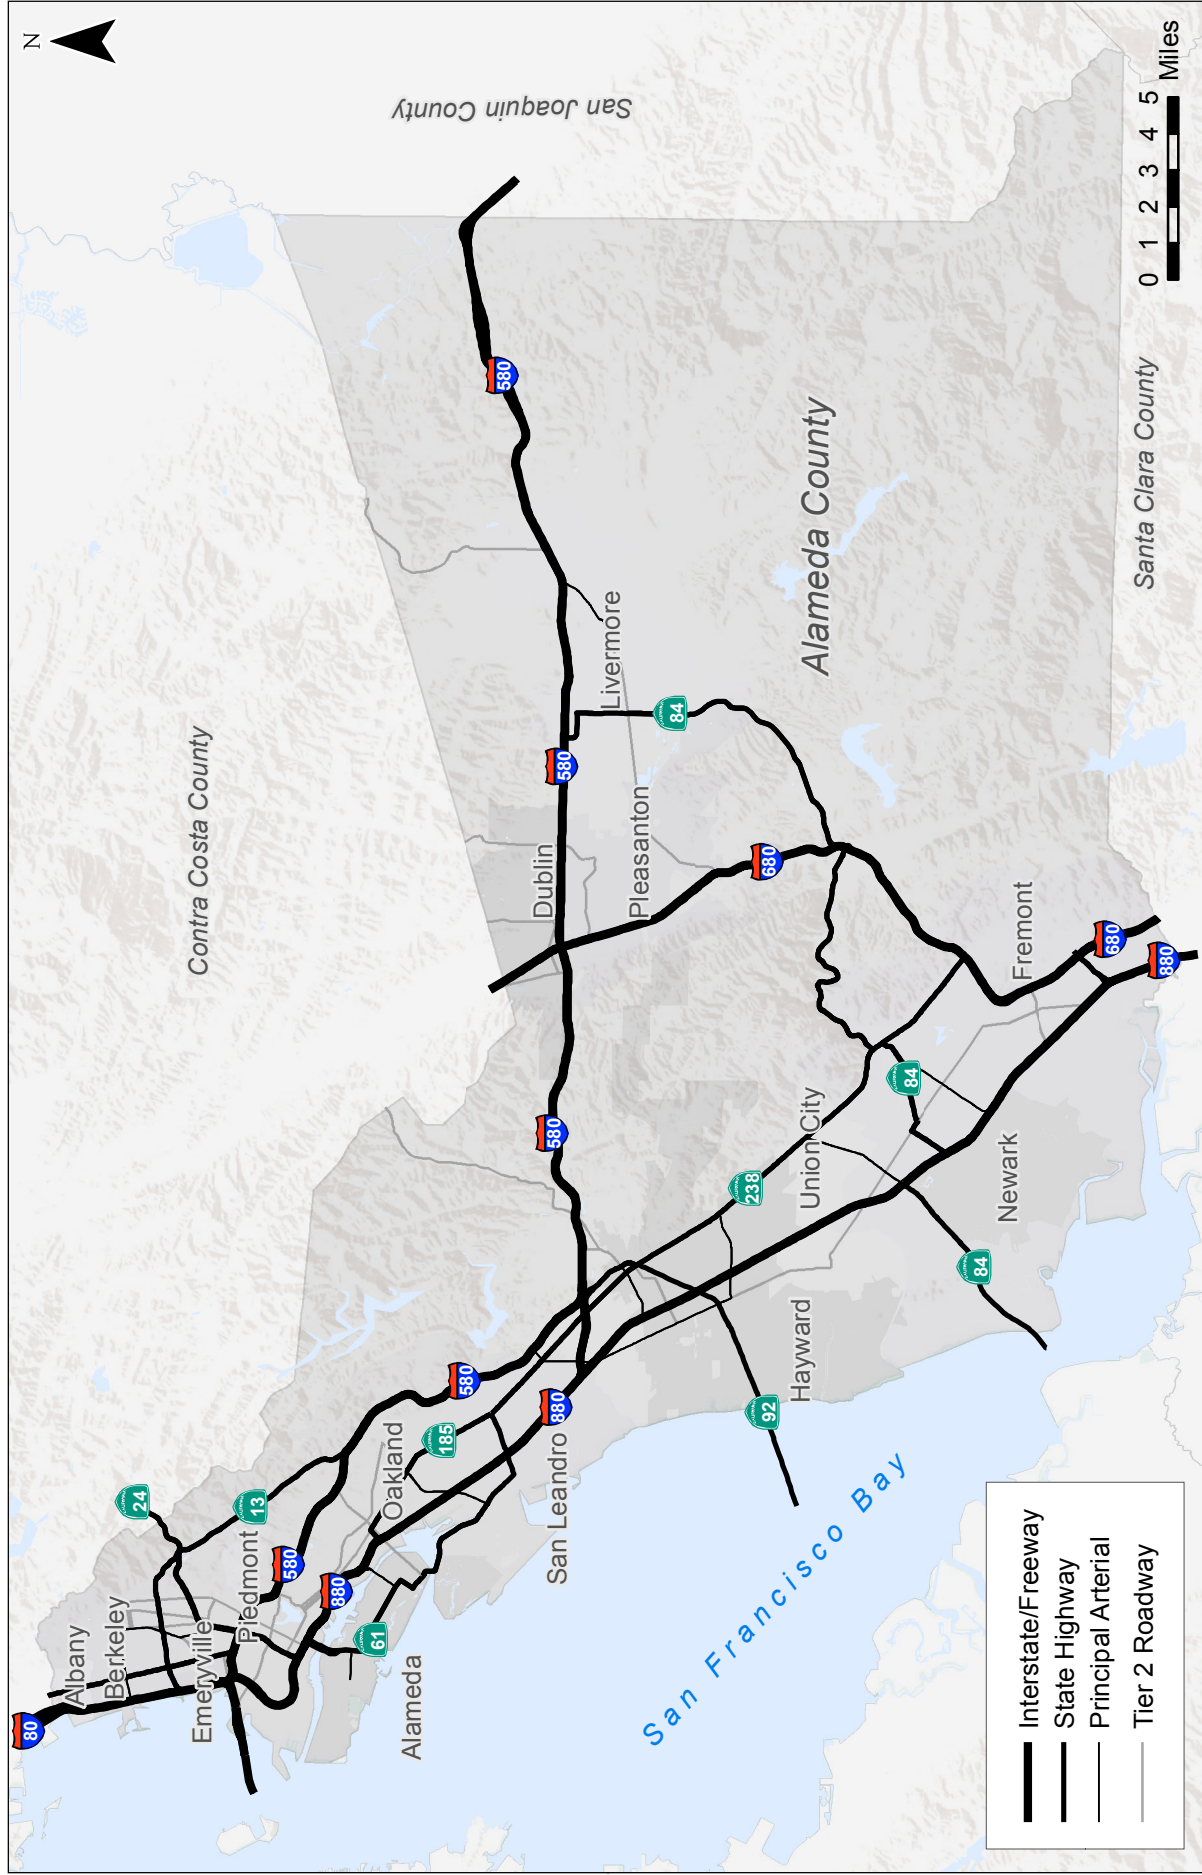 N
San Joaquin County
Contra Costa County
Santa Clara County
Alameda County
80
Albany
Berkeley
Emeryville
Piedmont
Alameda
Oakland
San Leandro
24
13
580
880
61
185
580
880
580
Dublin
Pleasanton
Livermore
580
580
84
680
Hayward
92
238
Union City
84
84
Newark
Fremont
680
880
San Francisco Bay
Interstate/Freeway
State Highway
Principal Arterial
Tier 2 Roadway
0 1 2 3 4 5
Miles